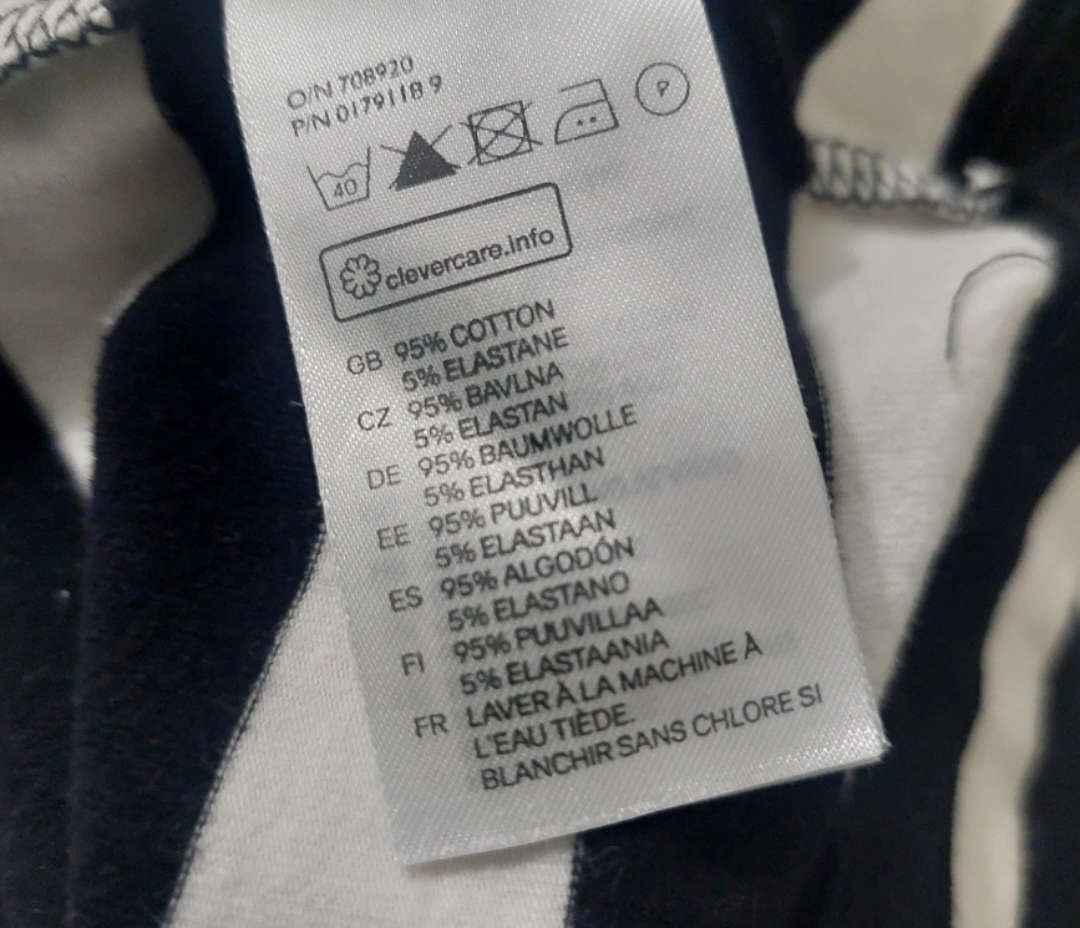 O/N 708920
P/N 0179118 9
40
P
clevercare.info
GB 95% COTTON
5% ELASTANE
CZ 95% BAVLNA
5% ELASTAN
DE 95% BAUMWOLLE
5% ELASTHAN
EE 95% PUUVILL
5% ELASTAAN
ES 95% ALGODÓN
5% ELASTANO
FI 95% PUUVILLAA
5% ELASTAANIA
FR LAVER À LA MACHINE À
L'EAU TIÈDE.
BLANCHIR SANS CHLORE SI